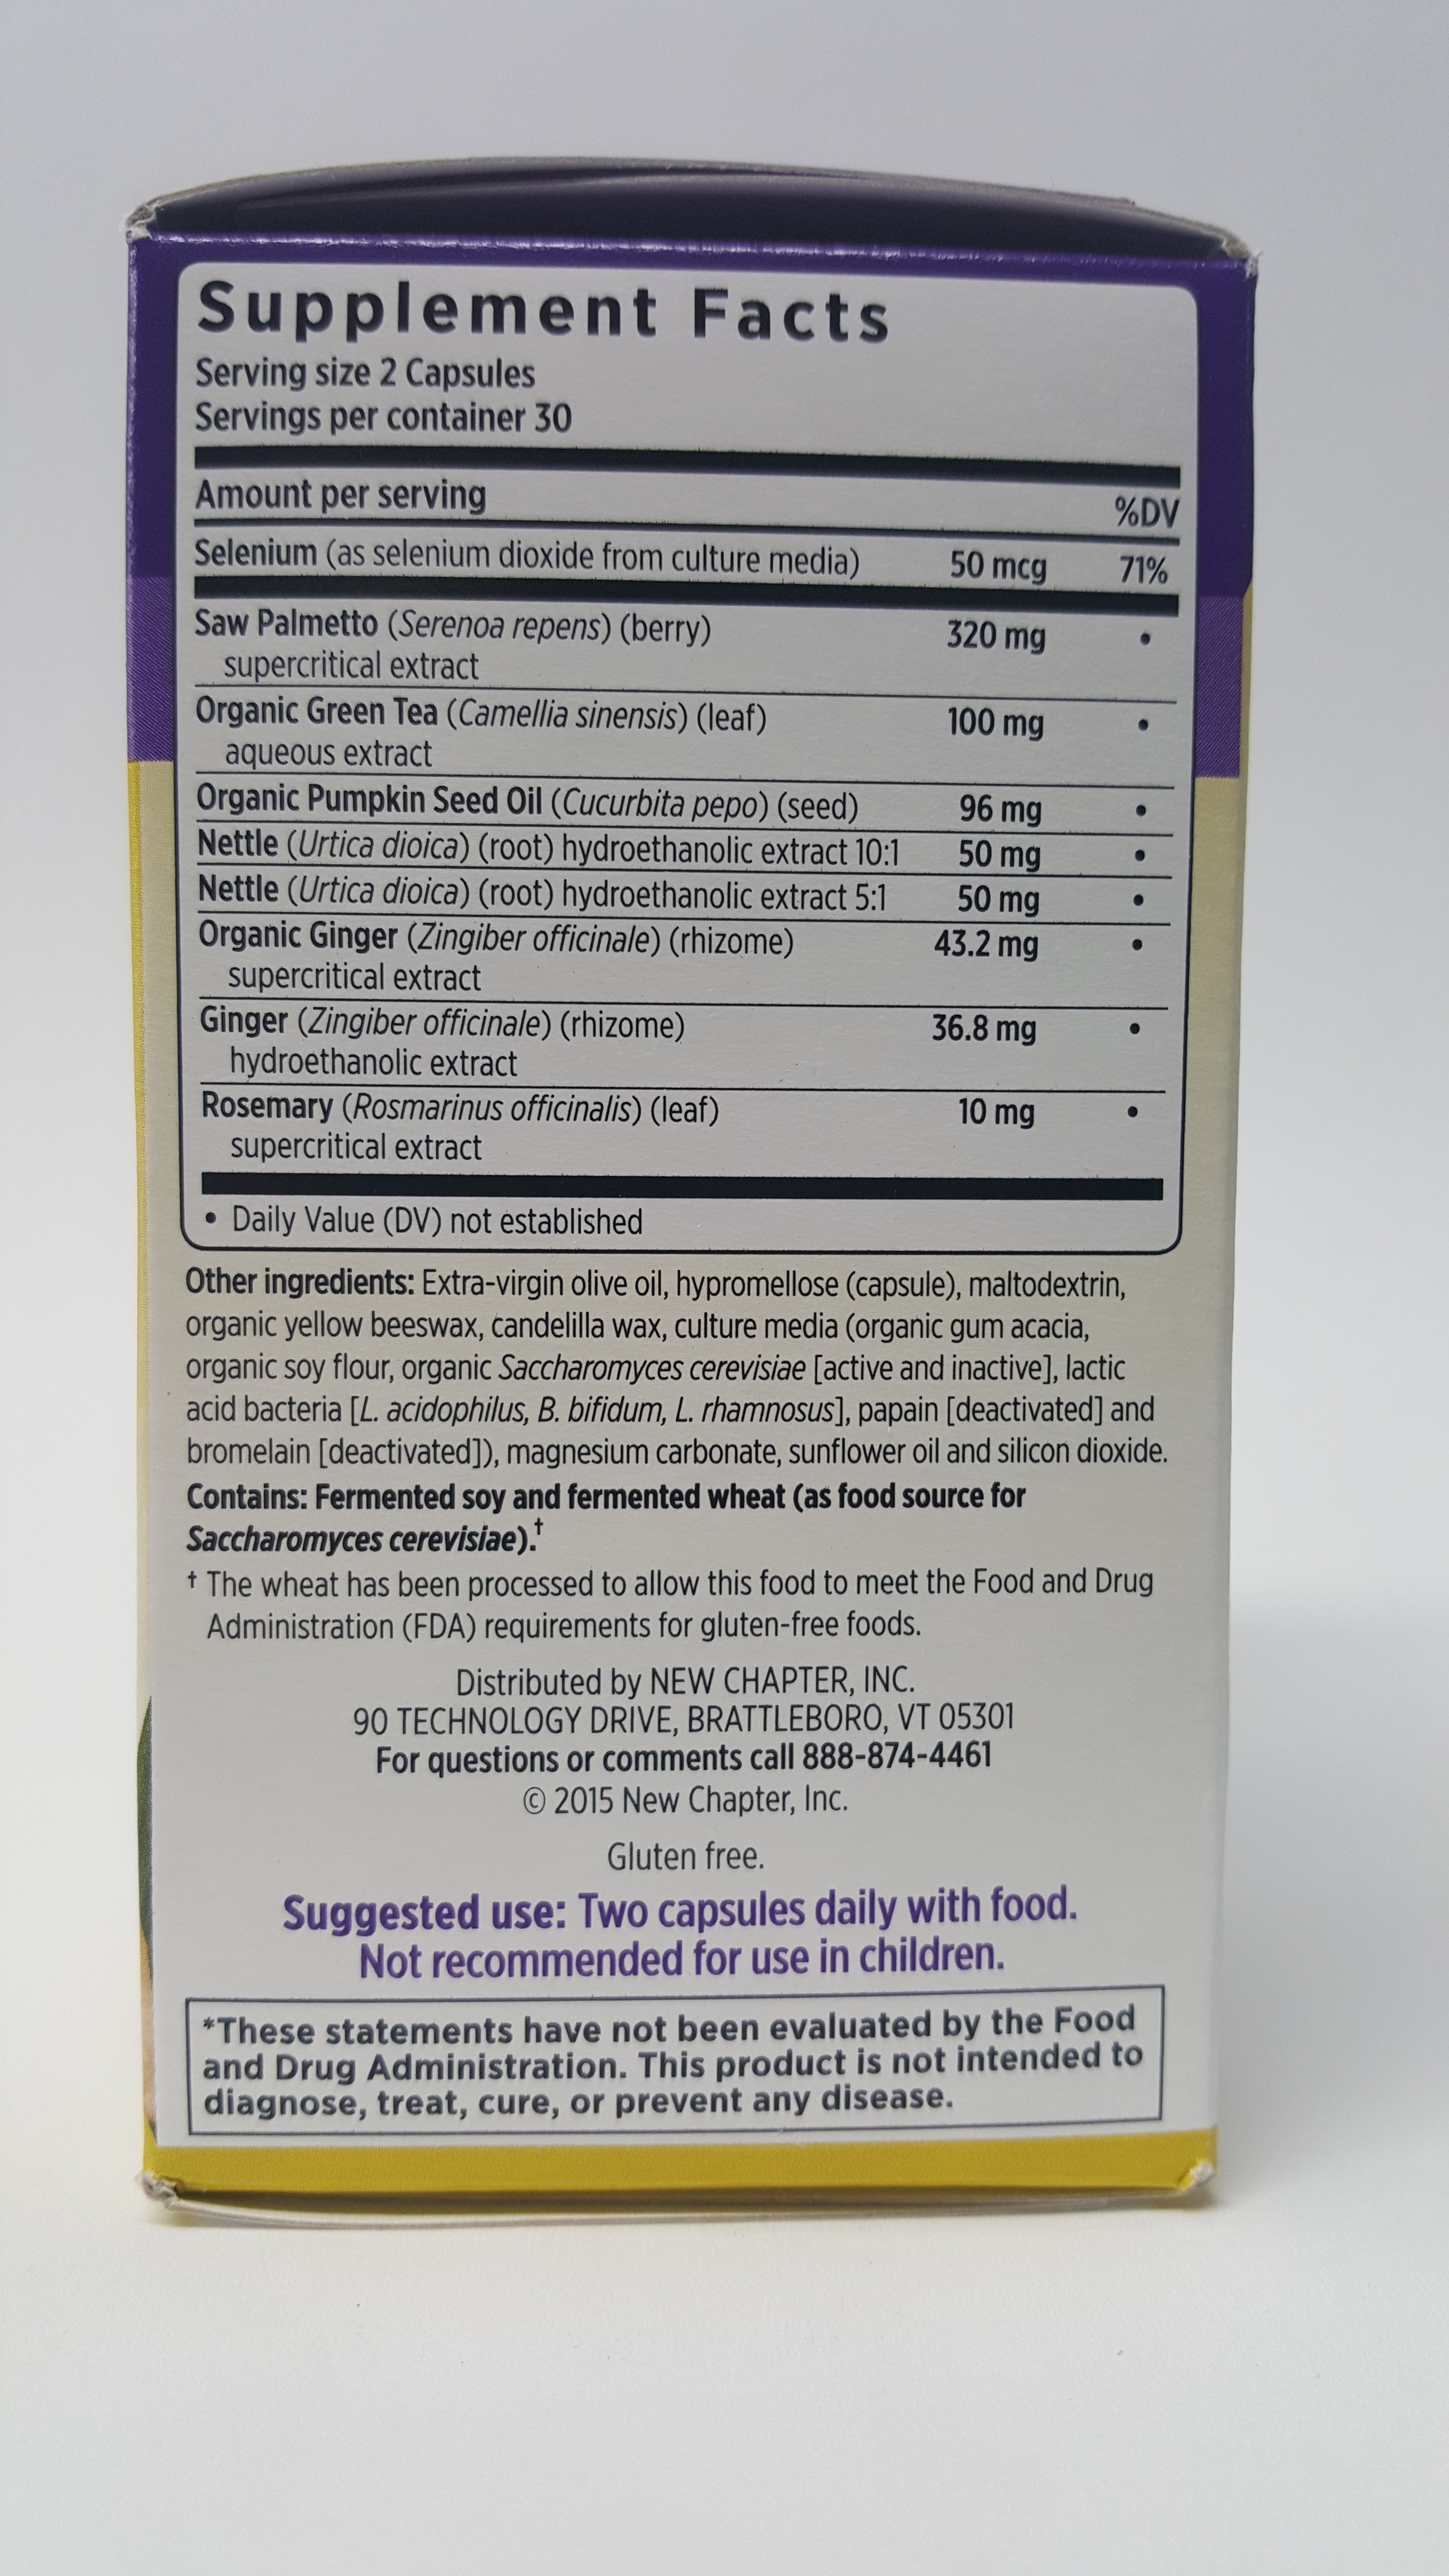 Supplement Facts
Serving size 2 Capsules
Servings per container 30
Amount per serving %DV
Selenium (as selenium dioxide from culture media) 50 mcg 71%
Saw Palmetto (Serenoa repens) (berry) 320 mg •
supercritical extract
Organic Green Tea (Camellia sinensis) (leaf) 100 mg •
aqueous extract
Organic Pumpkin Seed Oil (Cucurbita pepo) (seed) 96 mg •
Nettle (Urtica dioica) (root) hydroethanolic extract 10:1 50 mg •
Nettle (Urtica dioica) (root) hydroethanolic extract 5:1 50 mg •
Organic Ginger (Zingiber officinale) (rhizome) 43.2 mg •
supercritical extract
Ginger (Zingiber officinale) (rhizome) 36.8 mg •
hydroethanolic extract
Rosemary (Rosmarinus officinalis) (leaf) 10 mg •
supercritical extract
• Daily Value (DV) not established
Other ingredients: Extra-virgin olive oil, hypromellose (capsule), maltodextrin,
organic yellow beeswax, candelilla wax, culture media (organic gum acacia,
organic soy flour, organic Saccharomyces cerevisiae [active and inactive], lactic
acid bacteria [L. acidophilus, B. bifidum, L. rhamnosus], papain [deactivated] and
bromelain [deactivated]), magnesium carbonate, sunflower oil and silicon dioxide.
Contains: Fermented soy and fermented wheat (as food source for
Saccharomyces cerevisiae).†
† The wheat has been processed to allow this food to meet the Food and Drug
Administration (FDA) requirements for gluten-free foods.
Distributed by NEW CHAPTER, INC.
90 TECHNOLOGY DRIVE, BRATTLEBORO, VT 05301
For questions or comments call 888-874-4461
© 2015 New Chapter, Inc.
Gluten free.
Suggested use: Two capsules daily with food.
Not recommended for use in children.
*These statements have not been evaluated by the Food
and Drug Administration. This product is not intended to
diagnose, treat, cure, or prevent any disease.